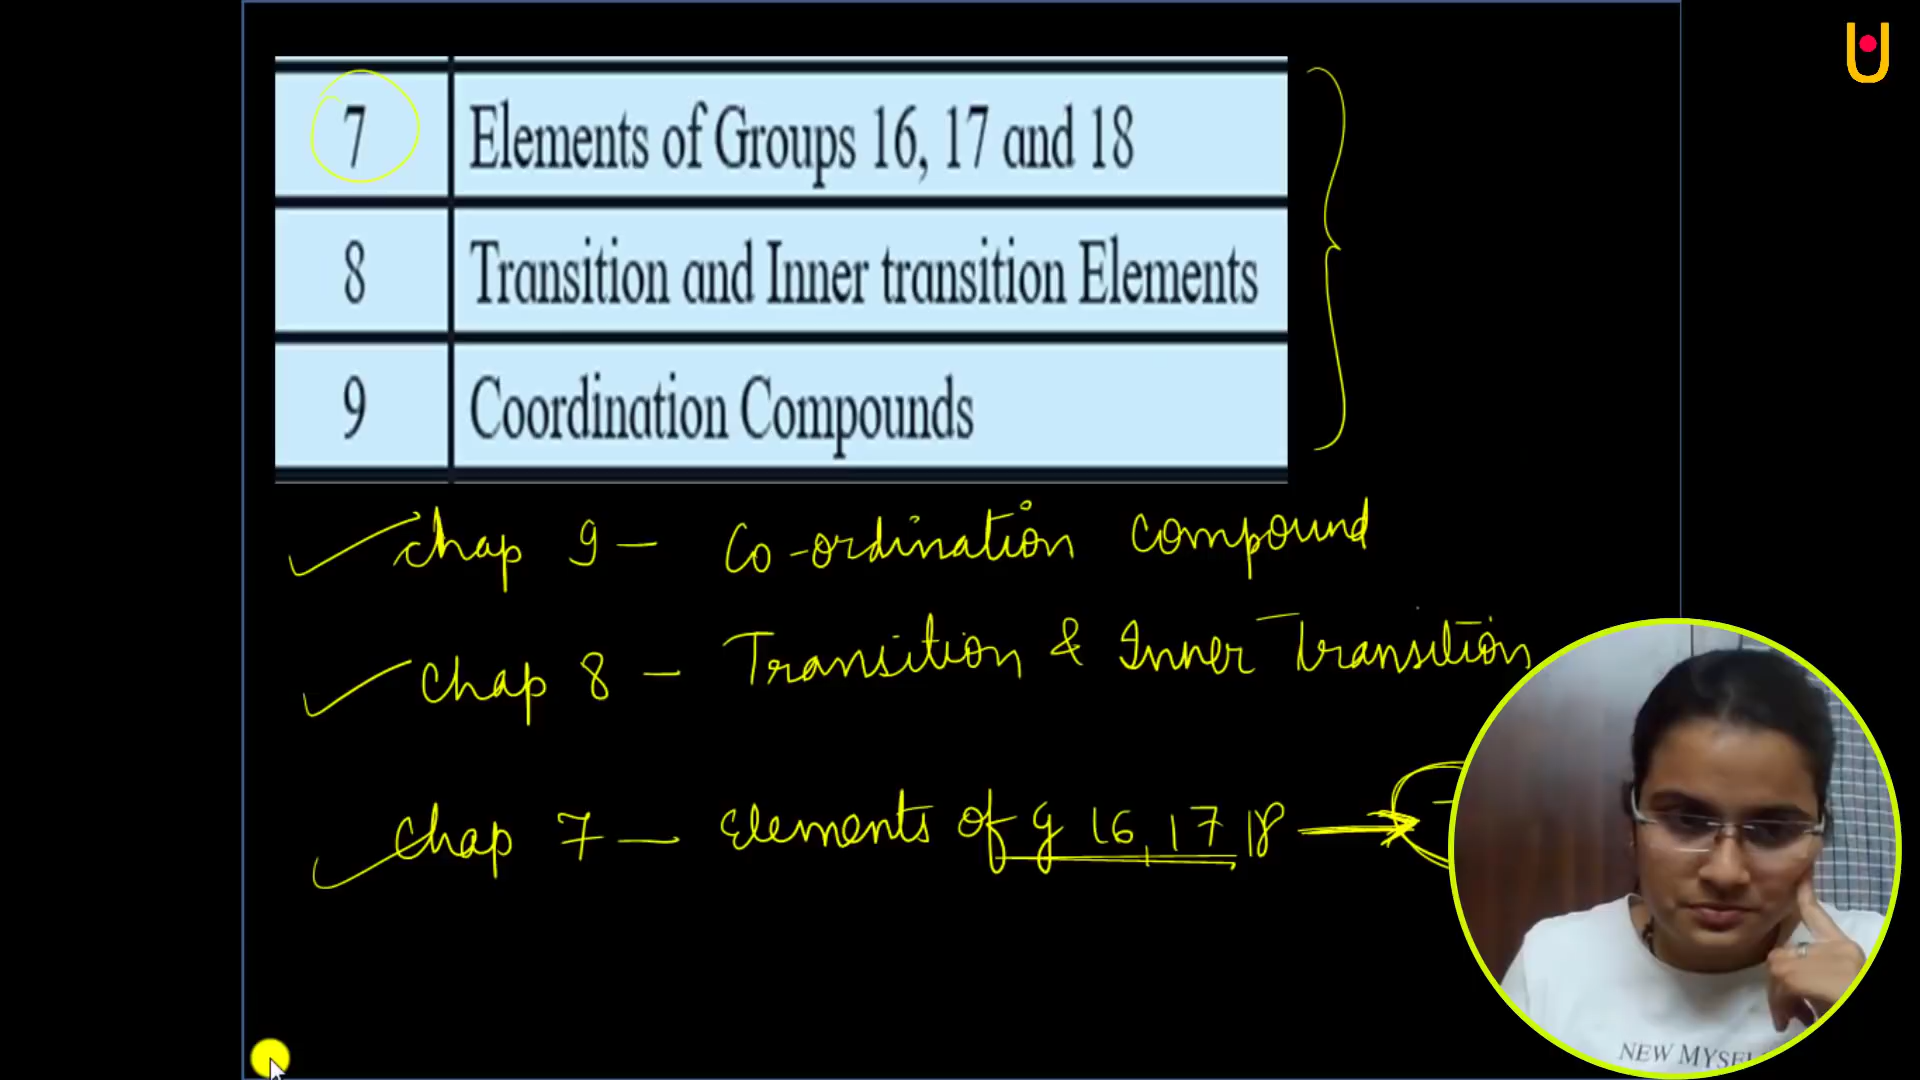 7 Elements of Groups 16, 17 and 18
8 Transition and Inner transition Elements
9 Coordination Compounds
Chap 9 - Co-ordination compound
Chap 8 - Transition & Inner Transition
Chap 7 - Elements of g 16, 17 18
NEW MYSEL